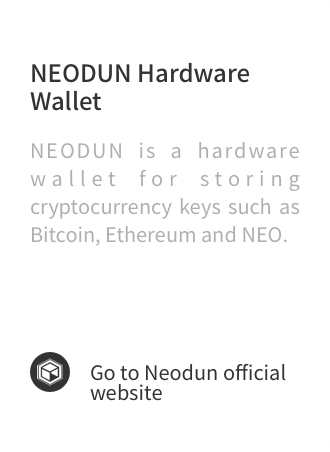 NEODUN Hardware
Wallet
NEODUN is a hardware
wallet for storing
cryptocurrency keys such as
Bitcoin, Ethereum and NEO.
Go to Neodun official
website